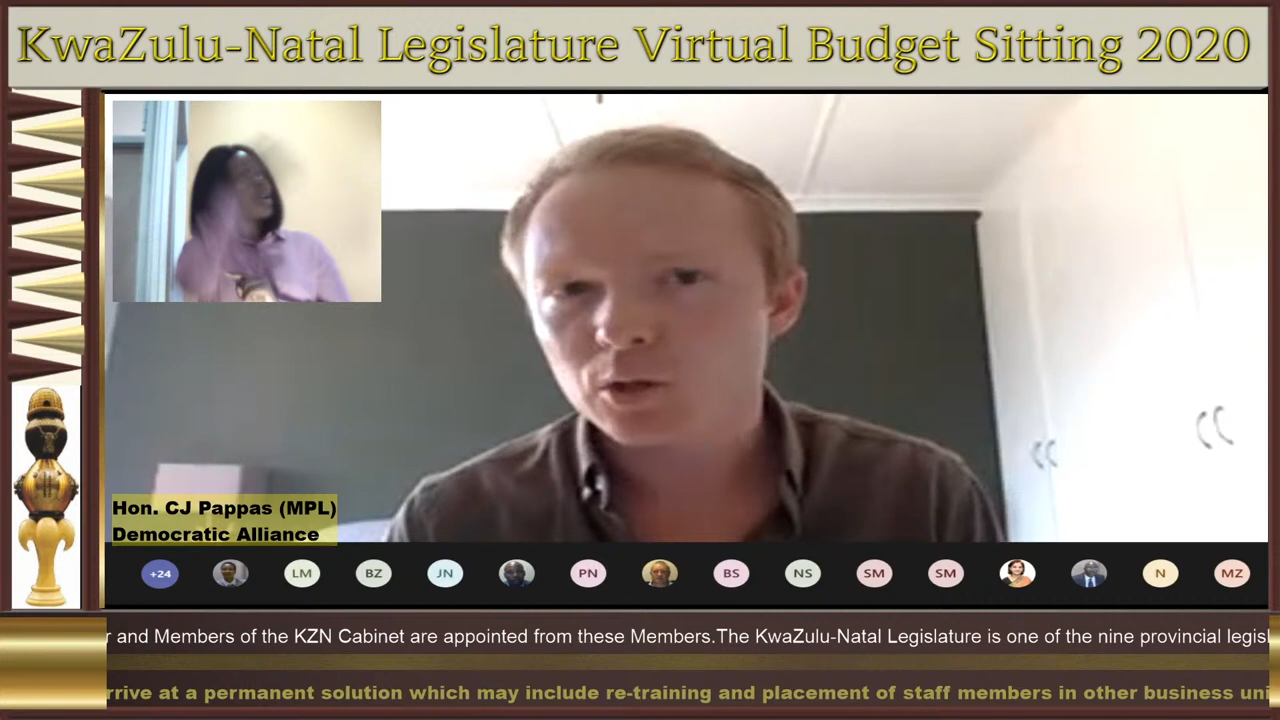 KwaZulu-Natal Legislature Virtual Budget Sitting 2020
Hon. CJ Pappas (MPL)
Democratic Alliance
+24
LM
BZ
JN
PN
BS
NS
SM
SM
N
MZ
r and Members of the KZN Cabinet are appointed from these Members.The KwaZulu-Natal Legislature is one of the nine provincial legisl
rrive at a permanent solution which may include re-training and placement of staff members in other business uni